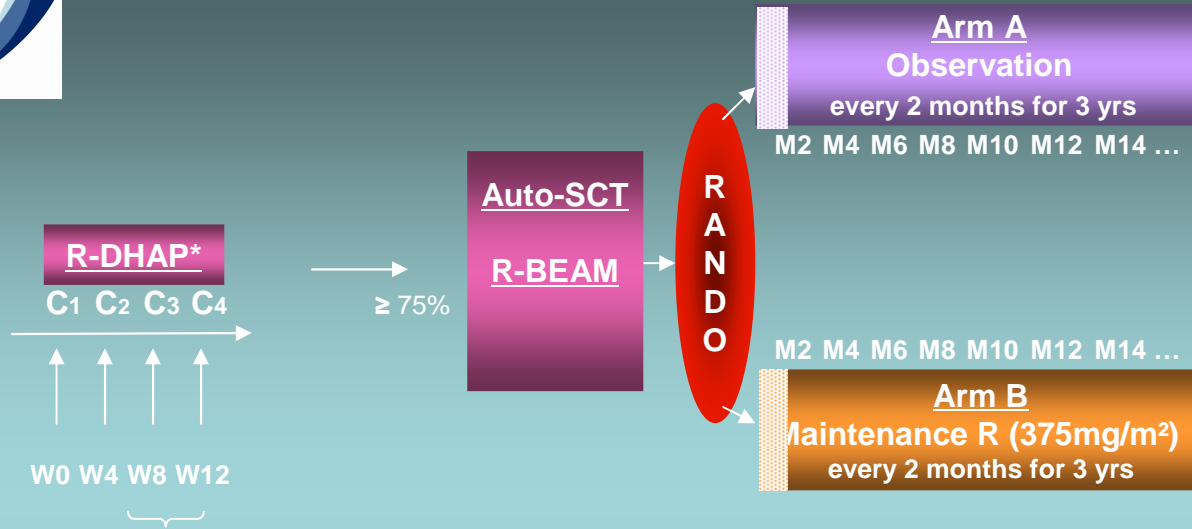 Arm A
Observation
every 2 months for 3 yrs
M2 M4 M6 M8 M10 M12 M14 ...
Auto-SCT
R-BEAM
R
A
N
D
O
R-DHAP*
C1 C2 C3 C4
≥ 75%
W0 W4 W8 W12
M2 M4 M6 M8 M10 M12 M14 ...
Arm B
Maintenance R (375mg/m²)
every 2 months for 3 yrs